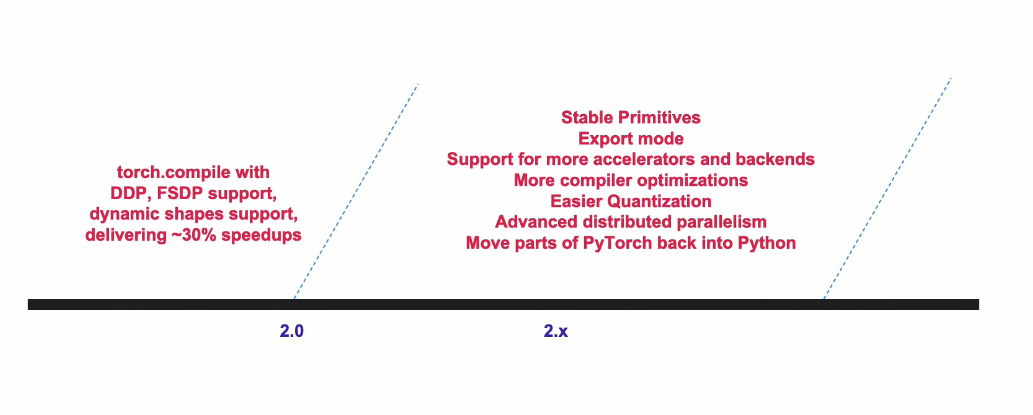 torch.compile with
DDP, FSDP support,
dynamic shapes support,
delivering ~30% speedups
Stable Primitives
Export mode
Support for more accelerators and backends
More compiler optimizations
Easier Quantization
Advanced distributed parallelism
Move parts of PyTorch back into Python
2.0
2.x